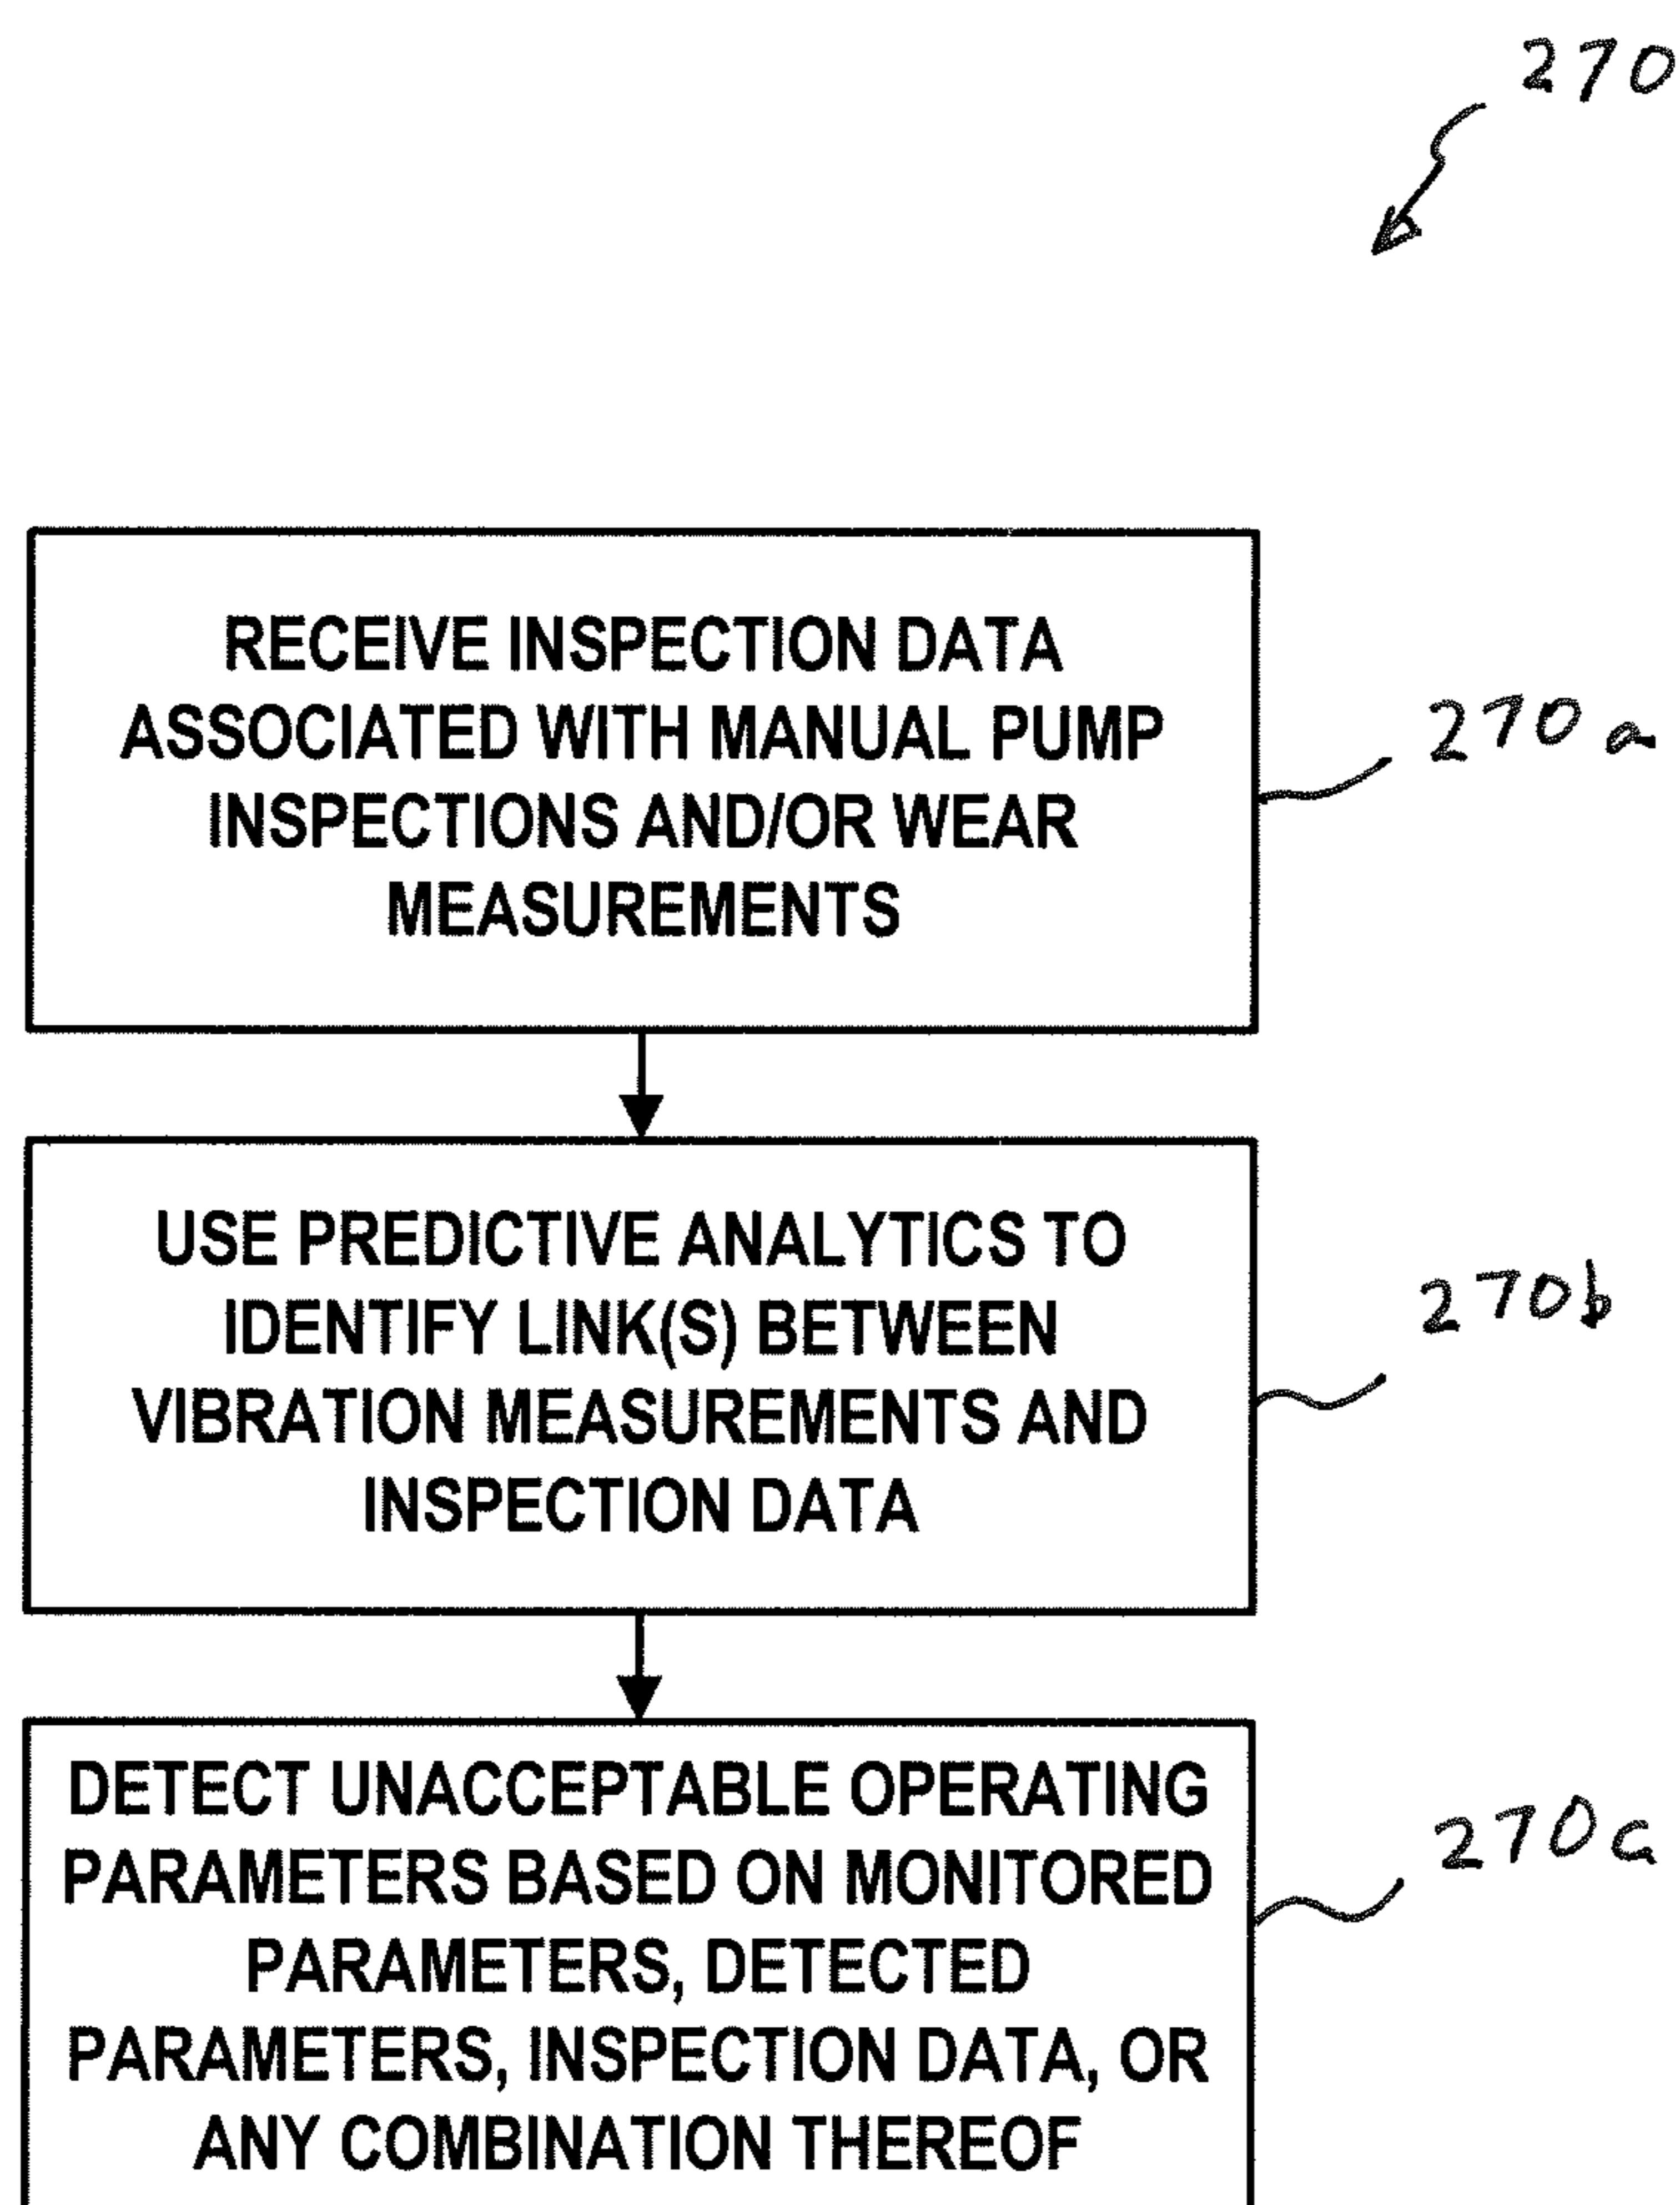 270
RECEIVE INSPECTION DATA
ASSOCIATED WITH MANUAL PUMP
INSPECTIONS AND/OR WEAR
MEASUREMENTS
270a
USE PREDICTIVE ANALYTICS TO
IDENTIFY LINK(S) BETWEEN
VIBRATION MEASUREMENTS AND
INSPECTION DATA
270b
DETECT UNACCEPTABLE OPERATING
PARAMETERS BASED ON MONITORED
PARAMETERS, DETECTED
PARAMETERS, INSPECTION DATA, OR
ANY COMBINATION THEREOF
270c